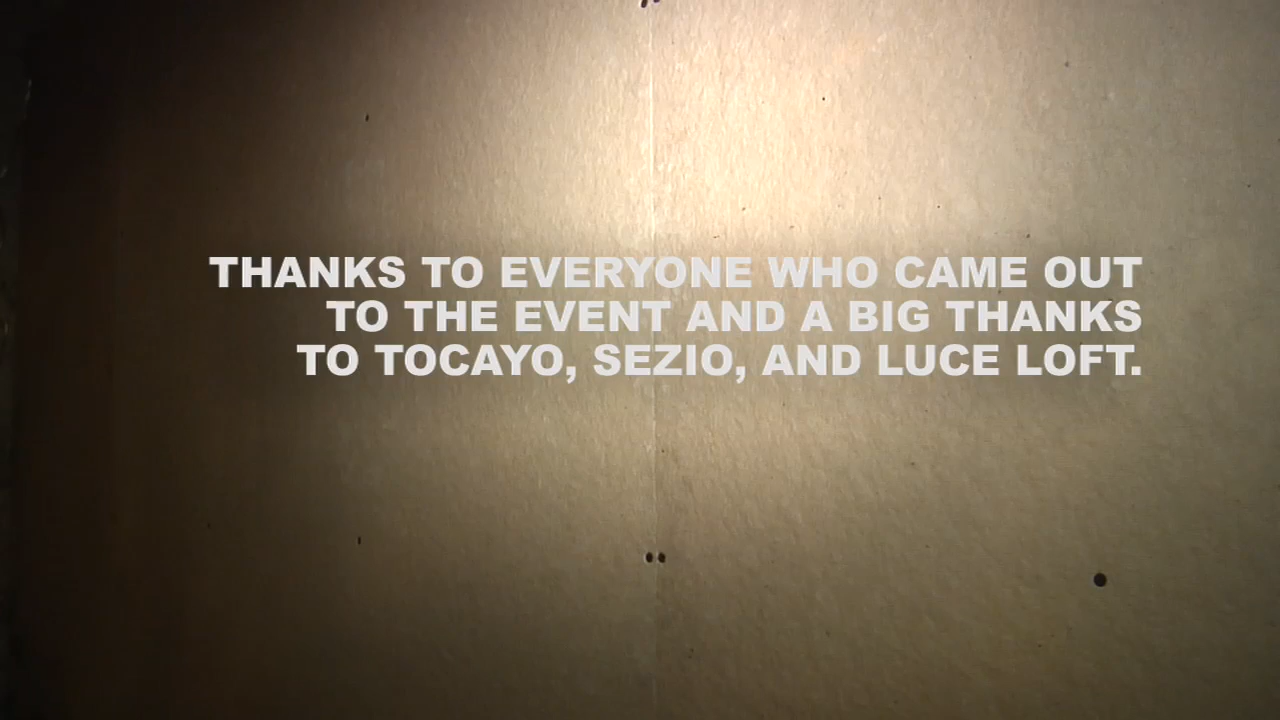 THANKS TO EVERYONE WHO CAME OUT
TO THE EVENT AND A BIG THANKS
TO TOCAYO, SEZIO, AND LUCE LOFT.